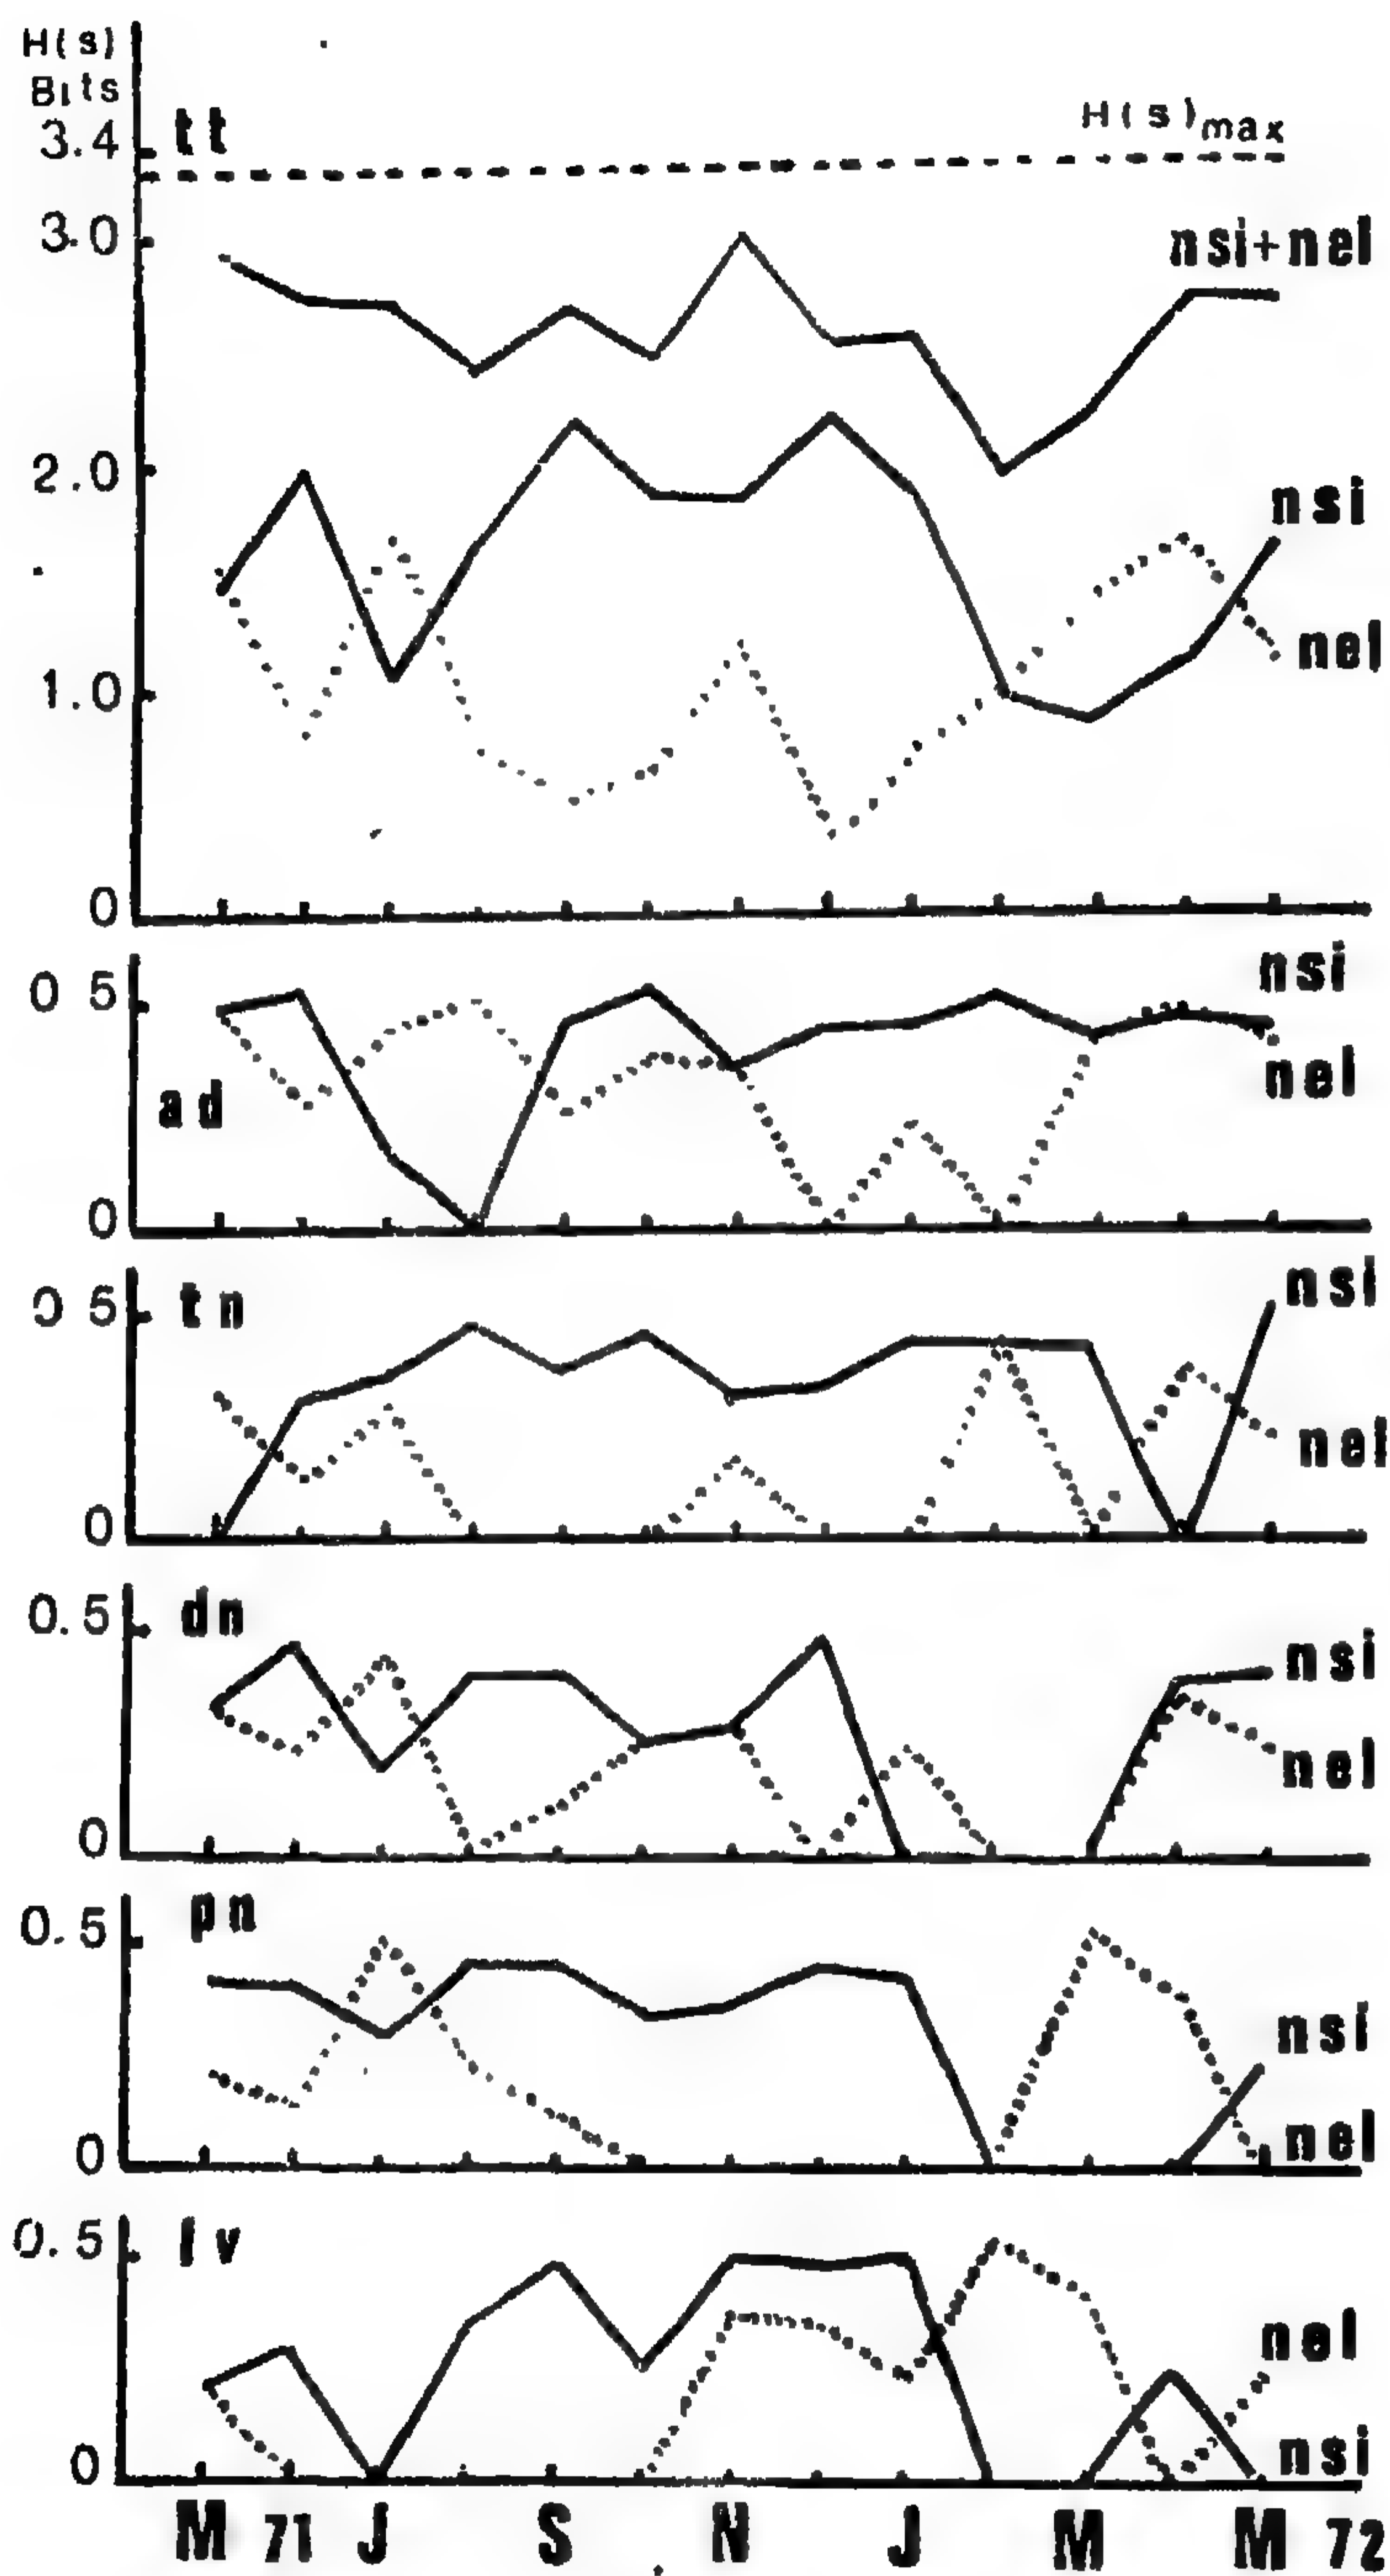 H(s)
Bits
3.4
tt
H(s)max
3.0
nsi+nel
2.0
nsi
nel
1.0
0
0 5
nsi
nel
ad
0
0 5
tn
nsi
nel
0
0.5
dn
nsi
nel
0
0.5
pn
nsi
nel
0
0.5
lv
nel
nsi
0
M 71 J S N J M M 72